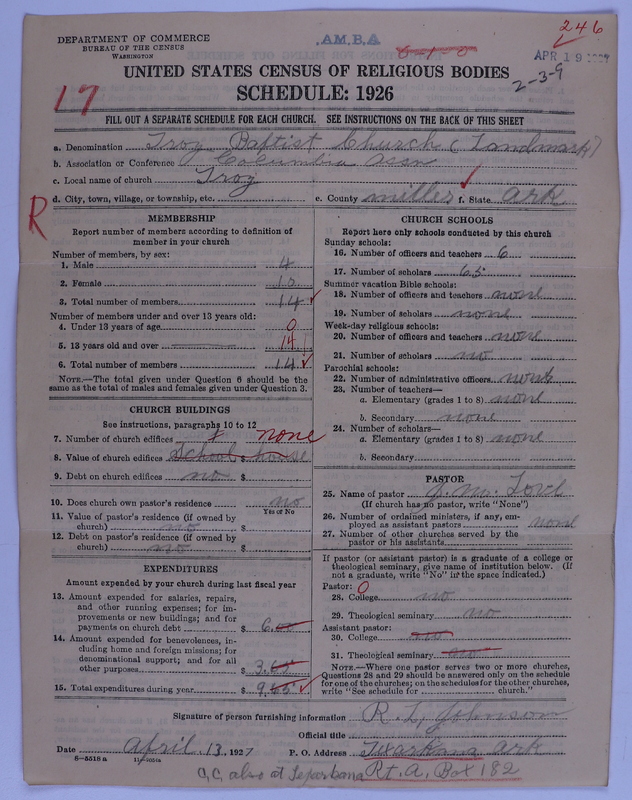 246
DEPARTMENT OF COMMERCE
BUREAU OF THE CENSUS
WASHINGTON
A.B.M.A.
APR 19
2-3-9
UNITED STATES CENSUS OF RELIGIOUS BODIES
17
SCHEDULE: 1926
FILL OUT A SEPARATE SCHEDULE FOR EACH CHURCH. SEE INSTRUCTIONS ON THE BACK OF THIS SHEET
a. Denomination Troy Baptist Church (Landmark)
b. Association or Conference Columbia Assn
c. Local name of church Troy
d. City, town, village, or township, etc. e. County Miller f. State Ark
R
MEMBERSHIP
Report number of members according to definition of
member in your church
Number of members, by sex:
1. Male 4
2. Female 10
3. Total number of members 14
Number of members under and over 13 years old:
4. Under 13 years of age 0
5. 13 years old and over 14
6. Total number of members 14
NOTE.—The total given under Question 6 should be the
same as the total of males and females given under Question 3.
CHURCH BUILDINGS
See instructions, paragraphs 10 to 12
7. Number of church edifices none
8. Value of church edifices School house
9. Debt on church edifices no $
10. Does church own pastor's residence no
Yes or No
11. Value of pastor's residence (if owned by
church) no $
12. Debt on pastor's residence (if owned by
church) no $
EXPENDITURES
Amount expended by your church during last fiscal year
13. Amount expended for salaries, repairs,
and other running expenses; for im-
provements or new buildings; and for
payments on church debt $ 6.00
14. Amount expended for benevolences, in-
cluding home and foreign missions; for
denominational support; and for all
other purposes $ 3.65
15. Total expenditures during year $ 9.65
CHURCH SCHOOLS
Report here only schools conducted by this church
Sunday schools:
16. Number of officers and teachers 6
17. Number of scholars 65
Summer vacation Bible schools:
18. Number of officers and teachers none
19. Number of scholars none
Week-day religious schools:
20. Number of officers and teachers none
21. Number of scholars no
Parochial schools:
22. Number of administrative officers none
23. Number of teachers—
a. Elementary (grades 1 to 8) none
b. Secondary none
24. Number of scholars—
a. Elementary (grades 1 to 8) none
b. Secondary
PASTOR
25. Name of pastor J. M. Ford
(If church has no pastor, write "None")
26. Number of ordained ministers, if any, em-
ployed as assistant pastors none
27. Number of other churches served by the
pastor or his assistants
If pastor (or assistant pastor) is a graduate of a college or
theological seminary, give name of institution below. (If
not a graduate, write "No" in the space indicated.)
Pastor: 0
28. College no
29. Theological seminary no
Assistant pastor:
30. College no
31. Theological seminary no
NOTE.—Where one pastor serves two or more churches,
Questions 28 and 29 should be answered only on the schedule
for one of the churches; on the schedules for the other churches,
write "See schedule for church."
Signature of person furnishing information R. L. Johnson
Official title
Date April 13, 1927 P. O. Address Texarkana Ark
8-5518 a
Rt. A, Box 182